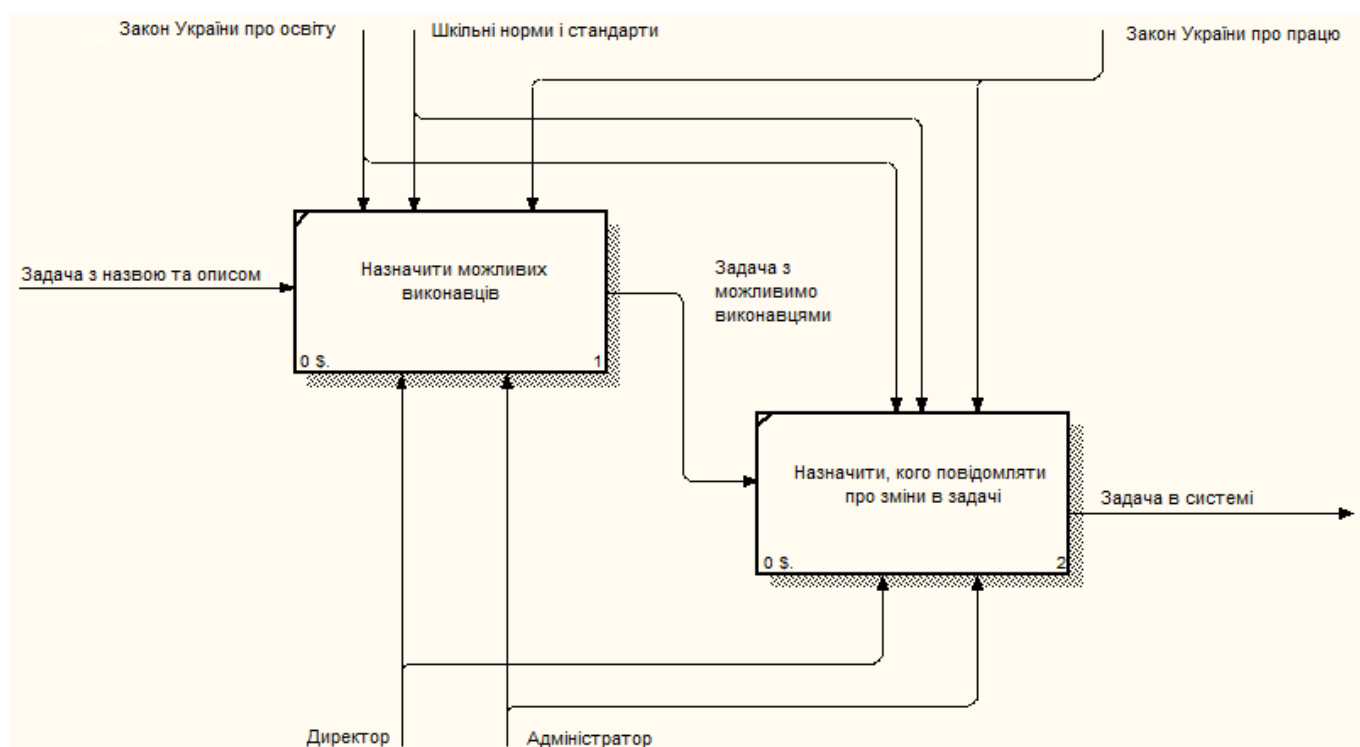 Закон України про освіту
Шкільні норми і стандарти
Закон України про працю
Задача з назвою та описом
Назначити можливих
виконавців
0 $.
1
Задача з
можливимо
виконавцями
Назначити, кого повідомляти
про зміни в задачі
0 $.
2
Задача в системі
Директор
Адміністратор